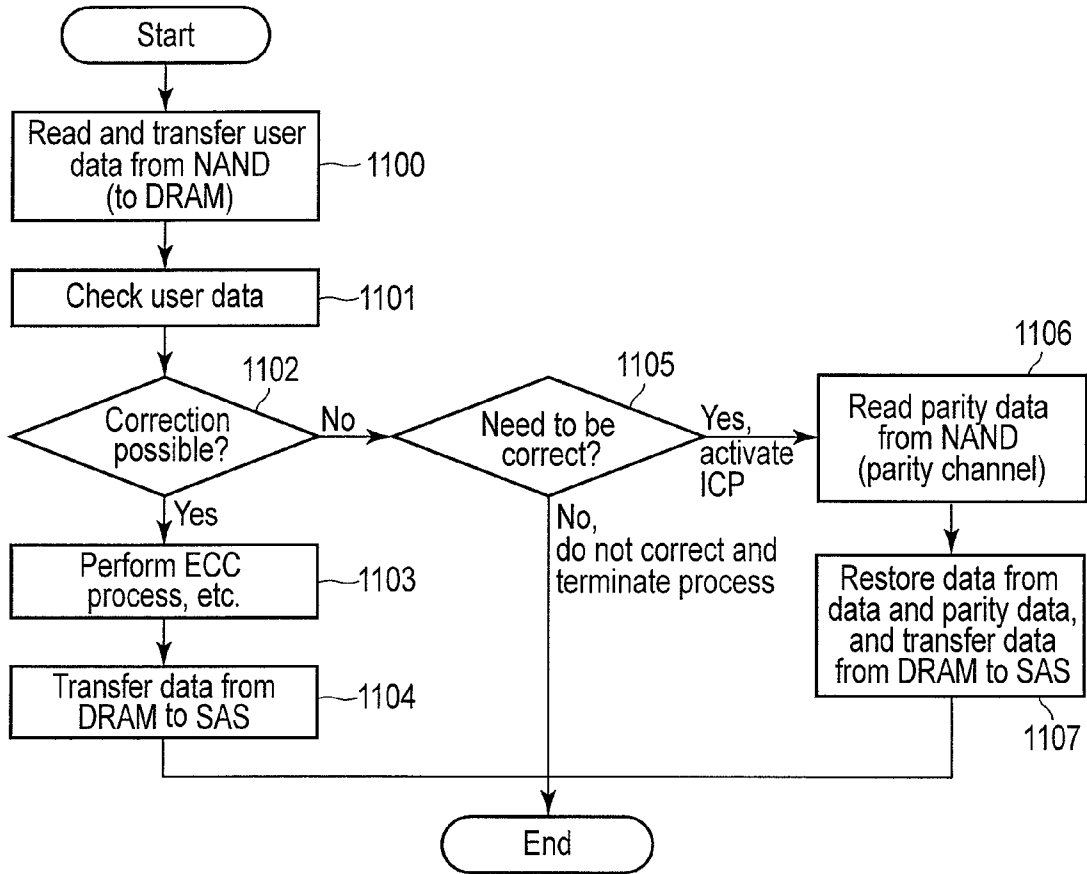 Start
Read and transfer user
data from NAND
(to DRAM)
1100
Check user data
1101
1102
Correction
possible?
No
Yes
1105
Need to be
correct?
Yes,
activate
ICP
No,
do not correct and
terminate process
1106
Read parity data
from NAND
(parity channel)
Perform ECC
process, etc.
1103
Restore data from
data and parity data,
and transfer data
from DRAM to SAS
1107
Transfer data from
DRAM to SAS
1104
End